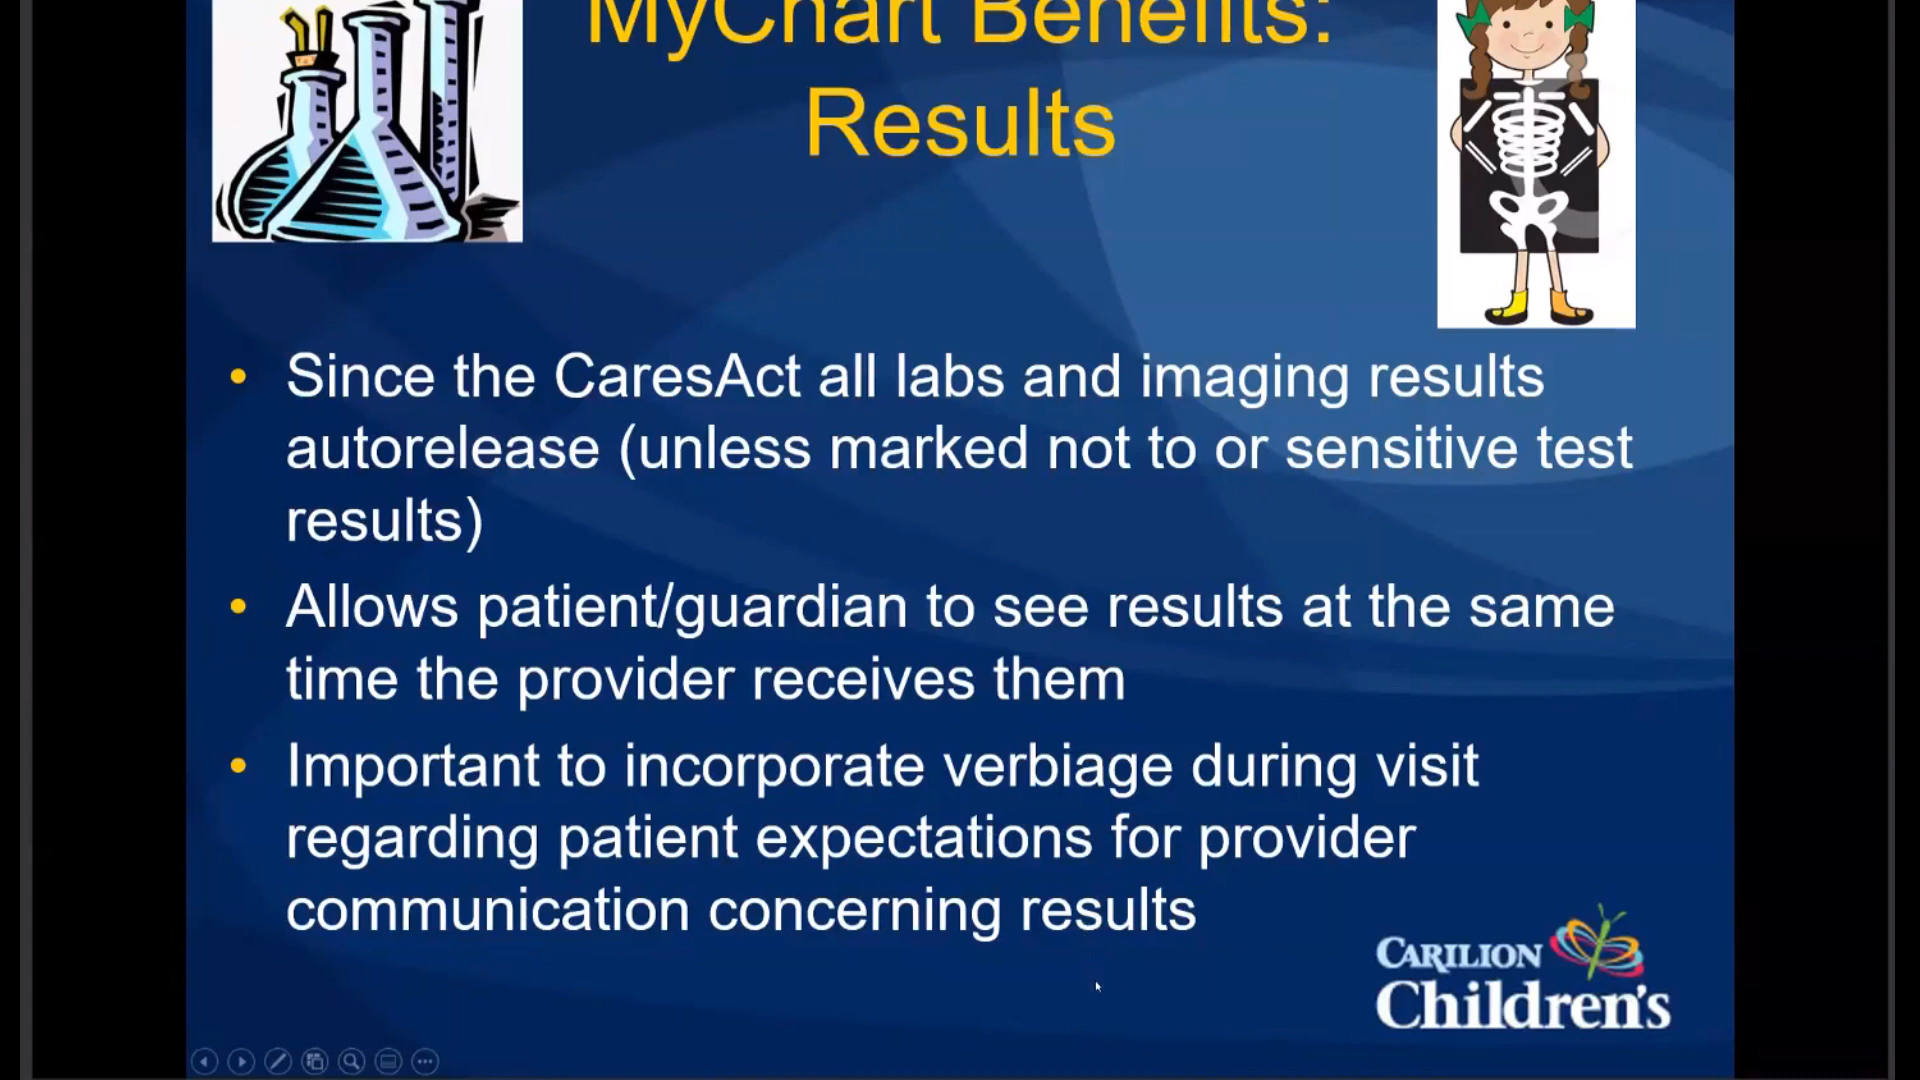 MyChart Benefits:
Results
• Since the CaresAct all labs and imaging results
autorelease (unless marked not to or sensitive test
results)
• Allows patient/guardian to see results at the same
time the provider receives them
• Important to incorporate verbiage during visit
regarding patient expectations for provider
communication concerning results
CARILION
Children's